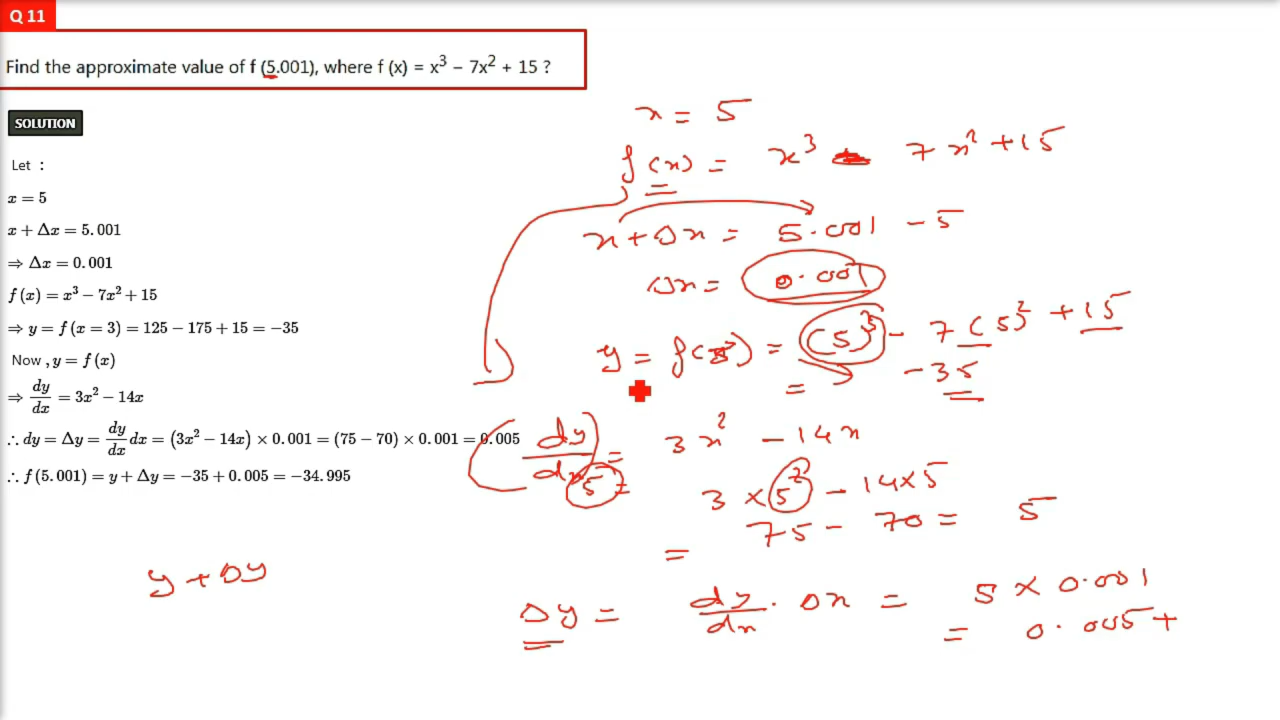 Q 11
Find the approximate value of f (5.001), where f (x) = x³ − 7x² + 15 ?
SOLUTION
Let :
x = 5
x + Δx = 5.001
⇒ Δx = 0.001
f (x) = x³ − 7x² + 15
⇒ y = f (x = 3) = 125 − 175 + 15 = −35
Now , y = f (x)
⇒ dy/dx = 3x² − 14x
∴ dy = Δy = dy/dx dx = (3x² − 14x) × 0.001 = (75 − 70) × 0.001 = 0.005
∴ f (5.001) = y + Δy = −35 + 0.005 = −34.995
y + Δy
x = 5
f(x) = x³ - 7x² + 15
x + Δx = 5.001 - 5
Δx = 0.001
y = f( ) = (5)³ - 7(5)² + 15
= - 35
dy/dx = 3x² - 14x
5 = 3 × 5² - 14×5
= 75 - 70 = 5
Δy = dy/dx . Δx = 5 × 0.001
= 0.005 +